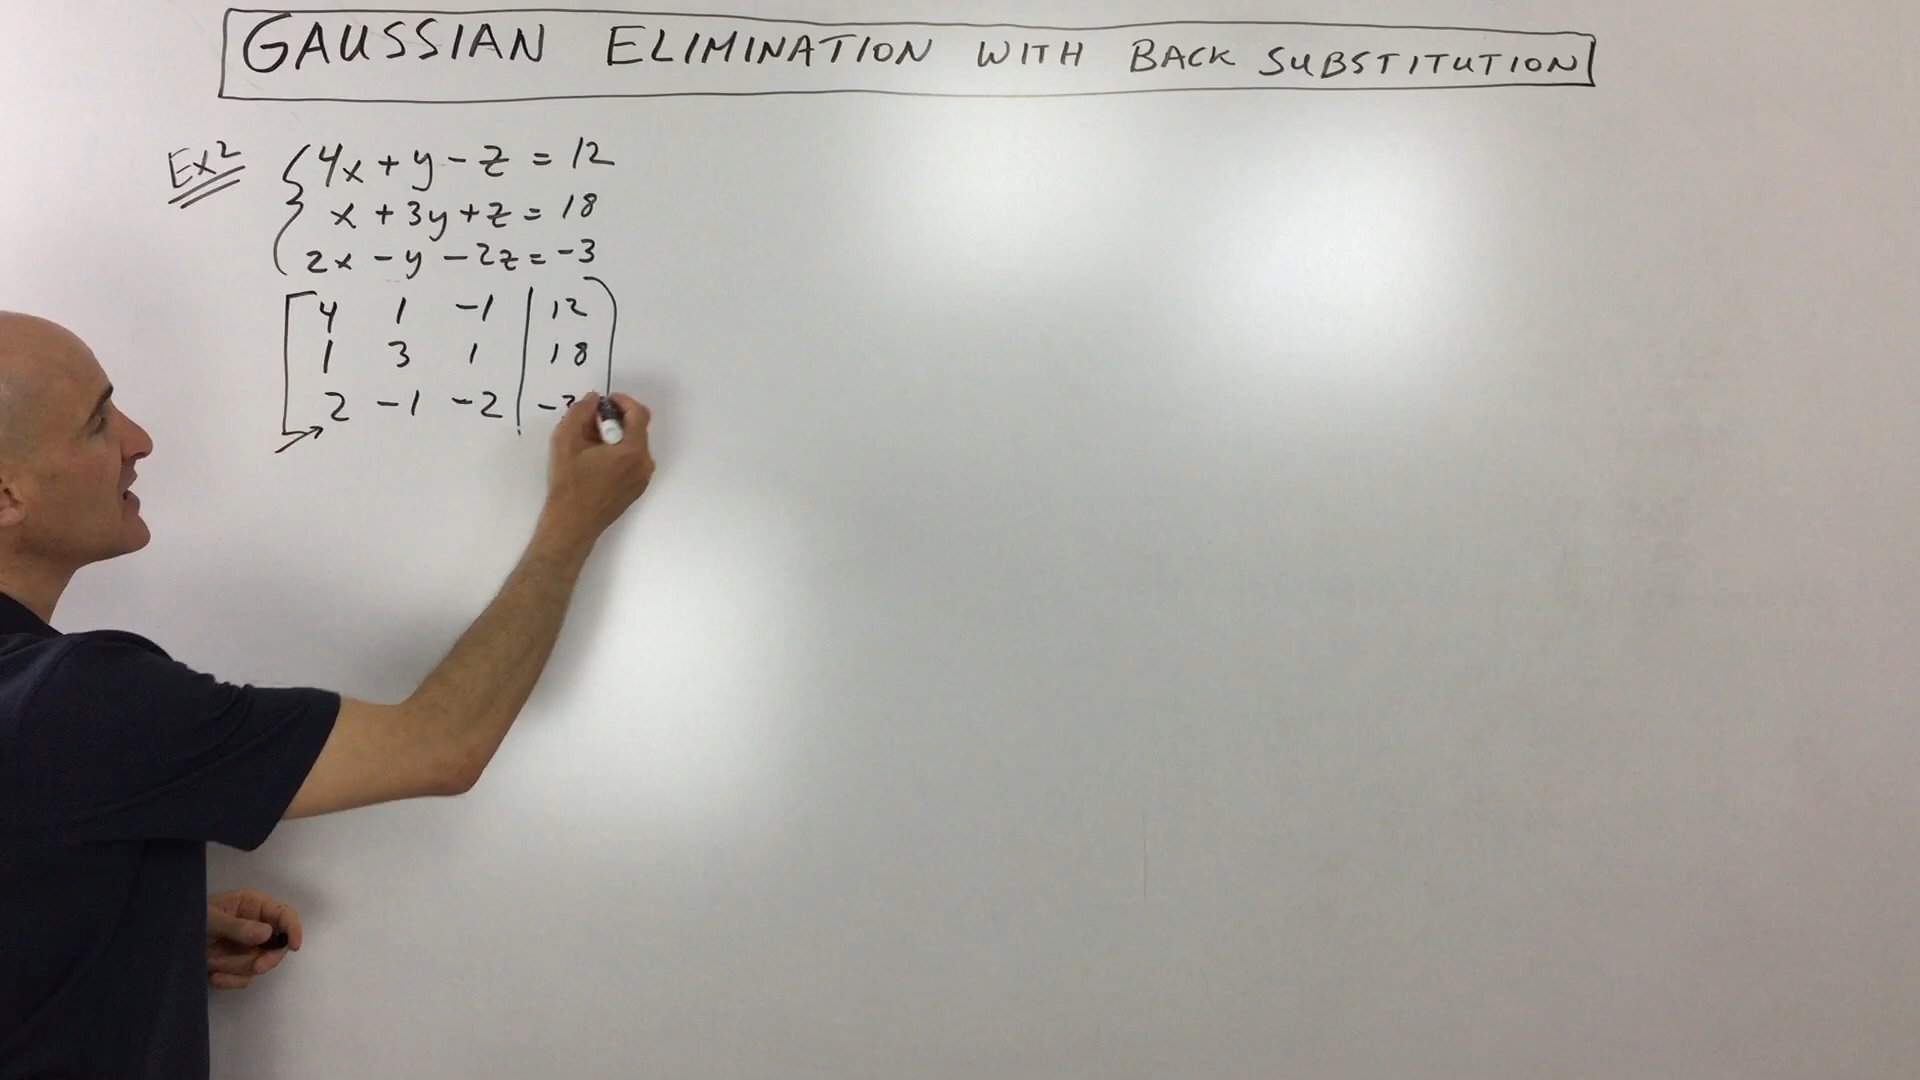 GAUSSIAN ELIMINATION WITH BACK SUBSTITUTION
Ex2
4x + y - z = 12
x + 3y + z = 18
2x - y - 2z = -3
4 1 -1 | 12
1 3 1 | 18
2 -1 -2 | -3